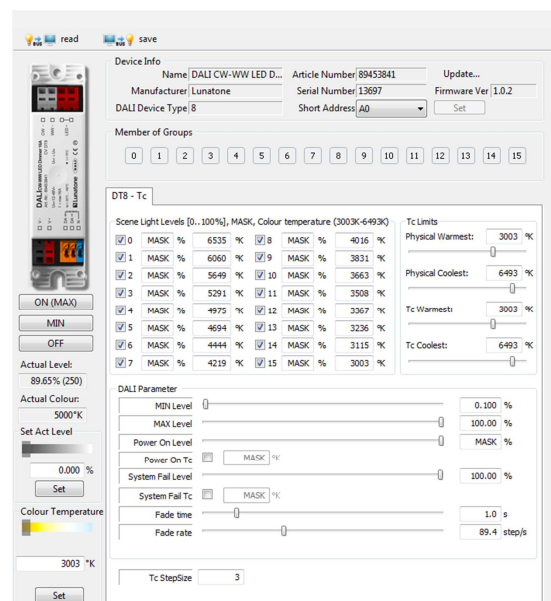 BUS read BUS save
Device Info
Name DALI CW-WW LED D... Article Number 89453841 Update...
Manufacturer Lunatone Serial Number 13697 Firmware Ver 1.0.2
DALI Device Type 8 Short Address A0 Set
Member of Groups
0 1 2 3 4 5 6 7 8 9 10 11 12 13 14 15
DT8 - Tc
Scene Light Levels [0..100%], MASK, Colour temperature (3003K-6493K)
0 MASK % 6535 °K 8 MASK % 4016 °K
1 MASK % 6060 °K 9 MASK % 3831 °K
2 MASK % 5649 °K 10 MASK % 3663 °K
3 MASK % 5291 °K 11 MASK % 3508 °K
4 MASK % 4975 °K 12 MASK % 3367 °K
5 MASK % 4694 °K 13 MASK % 3236 °K
6 MASK % 4444 °K 14 MASK % 3115 °K
7 MASK % 4219 °K 15 MASK % 3003 °K
Tc Limits
Physical Warmest: 3003 °K
Physical Coolest: 6493 °K
Tc Warmest: 3003 °K
Tc Coolest: 6493 °K
DALI Parameter
MIN Level 0.100 %
MAX Level 100.00 %
Power On Level MASK %
Power On Tc MASK °K
System Fail Level 100.00 %
System Fail Tc MASK °K
Fade time 1.0 s
Fade rate 89.4 step/s
Tc StepSize 3
DALI CW-WW LED Dimmer 16A
Lunatone
ON (MAX)
MIN
OFF
Actual Level:
89.65% (250)
Actual Colour:
5000°K
Set Act Level
0.000 %
Set
Colour Temperature
3003 °K
Set